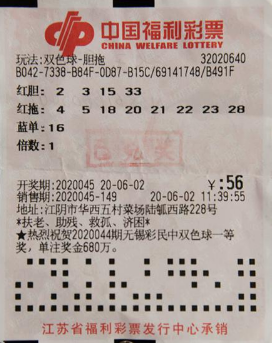 中国福利彩票
CHINA WELFARE LOTTERY
玩法:双色球-胆拖 32020640
B042-7338-B84F-0D87-B15C/69141748/B491F
红胆: 2 3 15 33
红拖: 4 5 18 20 21 22 23 28
蓝单:16
倍数:1
开奖期:2020045 20-06-02 ¥:56
销售期:2020045-149 20-06-02 11:39:55
地址:江阴市华西五村菜场陆瓠西路228号
*扶老、助残、救孤、济困*
★热烈祝贺2020044期无锡彩民中双色球一等
奖,单注奖金680万。
江苏省福利彩票发行中心承销